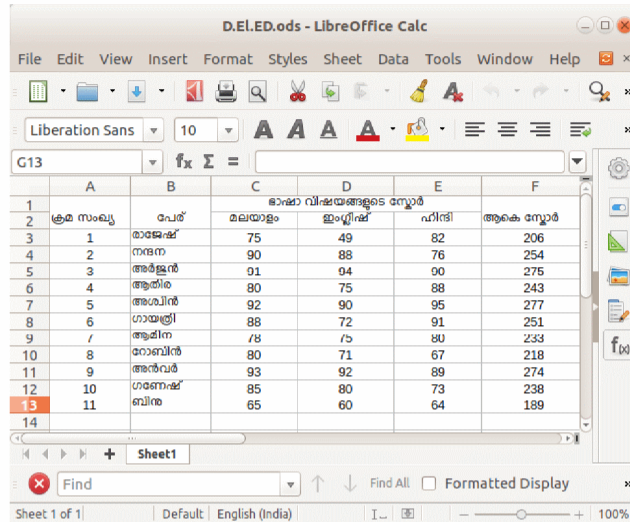 D.El.ED.ods - LibreOffice Calc
File Edit View Insert Format Styles Sheet Data Tools Window Help
Liberation Sans 10
G13 fx Σ =
A B C D E F
1 ഭാഷാ വിഷയങ്ങളുടെ സ്കോർ
2 ക്രമ സംഖ്യ പേര് മലയാളം ഇംഗ്ലീഷ് ഹിന്ദി ആകെ സ്കോർ
3 1 രാജേഷ് 75 49 82 206
4 2 നന്ദന 90 88 76 254
5 3 അർജുൻ 91 94 90 275
6 4 ആതിര 80 75 88 243
7 5 അശ്വിൻ 92 90 95 277
8 6 ഗായത്രി 88 72 91 251
9 7 ആമിന 78 75 80 233
10 8 റോബിൻ 80 71 67 218
11 9 അൻവർ 93 92 89 274
12 10 ഗണേഷ് 85 80 73 238
13 11 ബിനു 65 60 64 189
14
Sheet1
Find Find All Formatted Display
Sheet 1 of 1 Default English (India) 100%